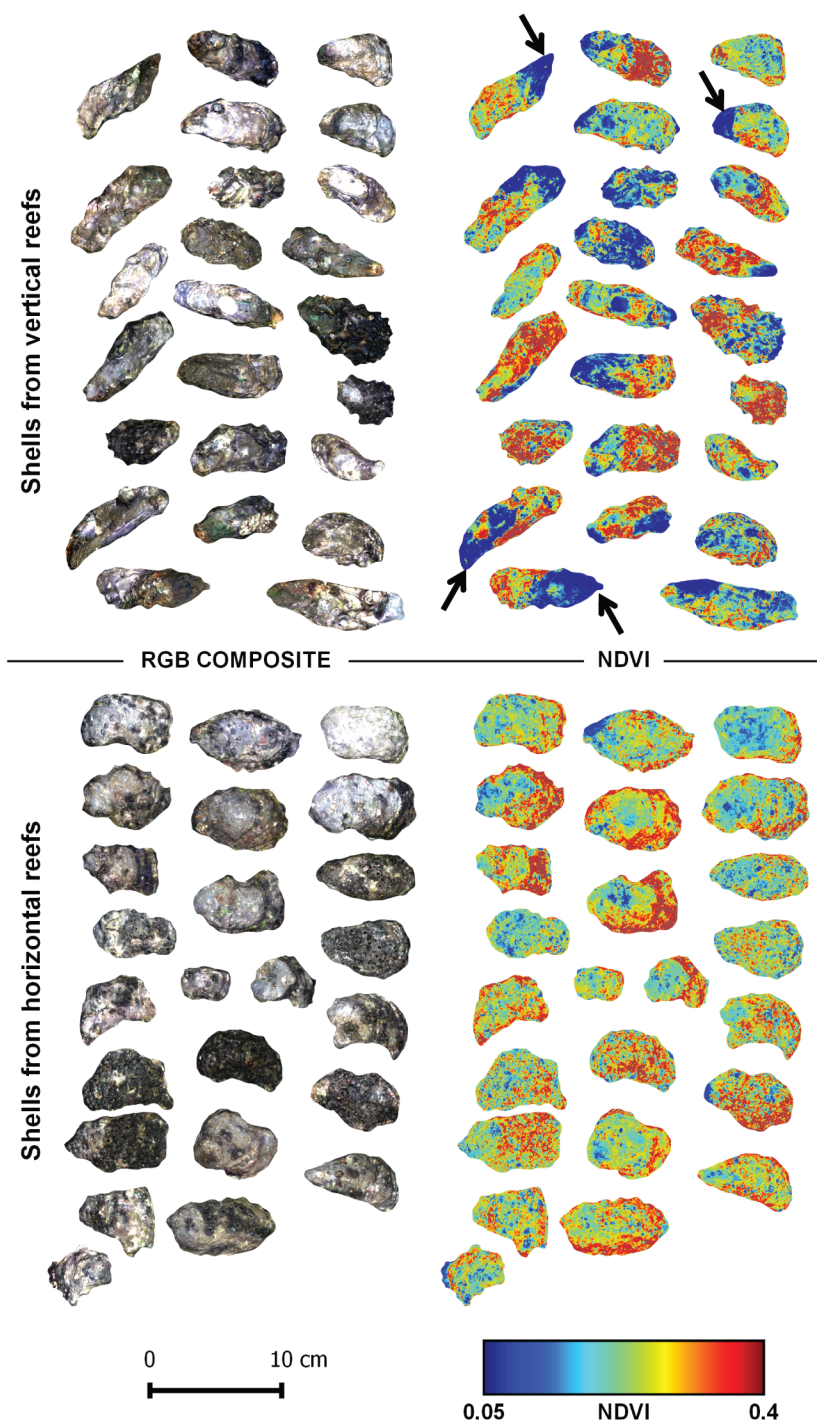 Shells from vertical reefs
RGB COMPOSITE
NDVI
Shells from horizontal reefs
0
10 cm
0.05
NDVI
0.4